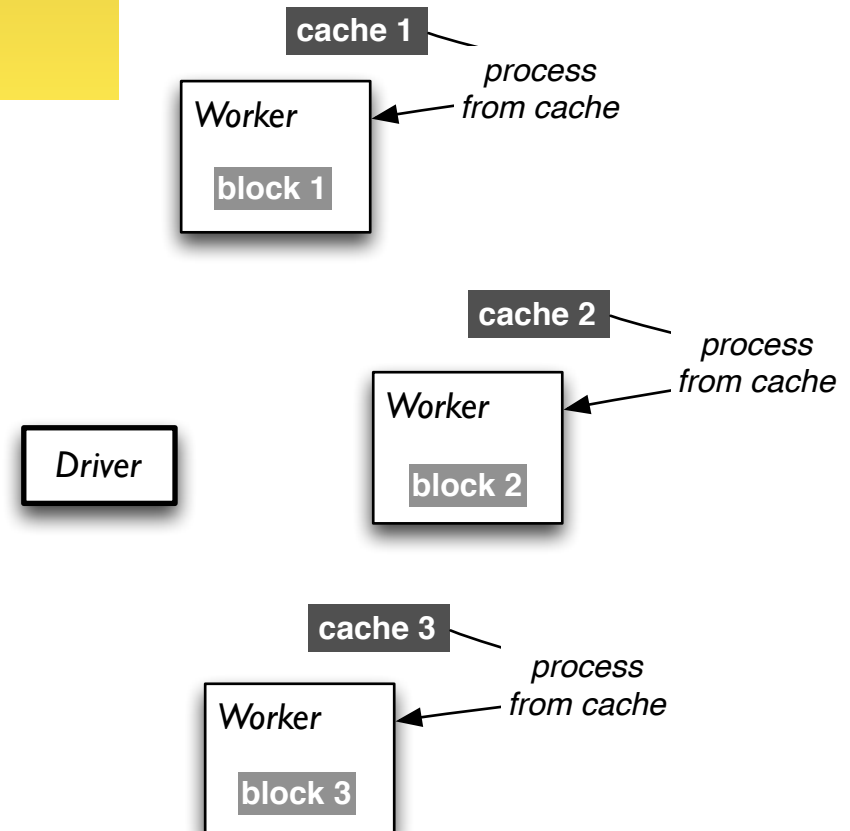 cache 1
process
from cache
Worker
block 1
cache 2
process
from cache
Worker
block 2
Driver
cache 3
process
from cache
Worker
block 3